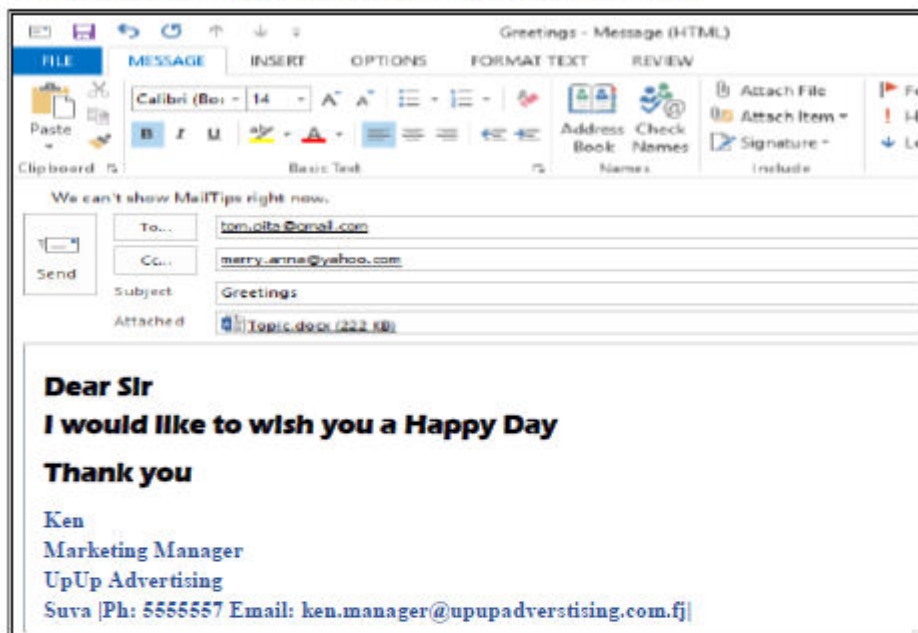 Greetings - Message (HTML)
FILE MESSAGE INSERT OPTIONS FORMAT TEXT REVIEW
Paste
Calibri (Bo 14
Attach File
Attach Item
Signature
Address Book
Check Names
Clipboard Basic Text Names Include
We can't show MailTips right now.
Send
To... tom.oita@gmail.com
Cc... merry.anna@yahoo.com
Subject Greetings
Attached Topic.docx (222 KB)
Dear Sir
I would like to wish you a Happy Day
Thank you
Ken
Marketing Manager
UpUp Advertising
Suva |Ph: 5555557 Email: ken.manager@upupadverstising.com.fj|